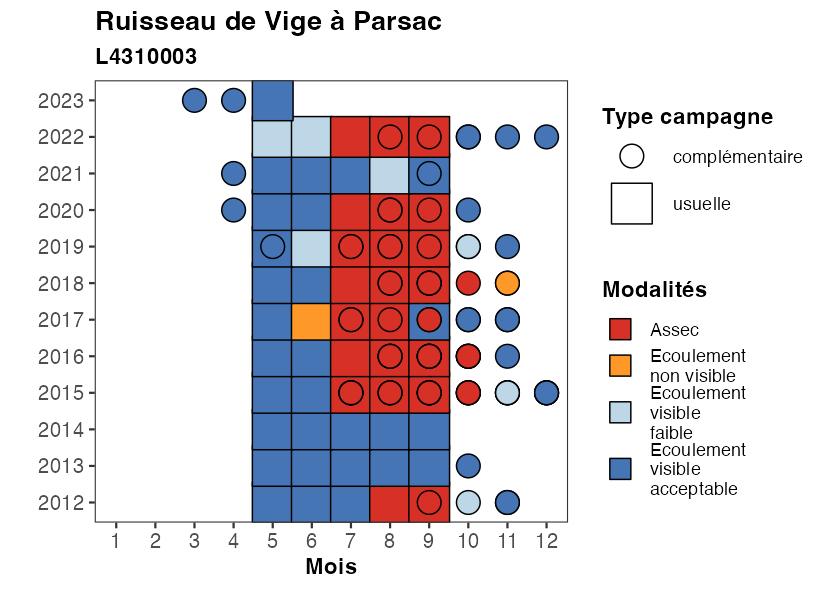 Ruisseau de Vige à Parsac
L4310003
2023
2022
2021
2020
2019
2018
2017
2016
2015
2014
2013
2012
1 2 3 4 5 6 7 8 9 10 11 12
Mois
Type campagne
complémentaire
usuelle
Modalités
Assec
Ecoulement
non visible
Ecoulement
visible
faible
Ecoulement
visible
acceptable